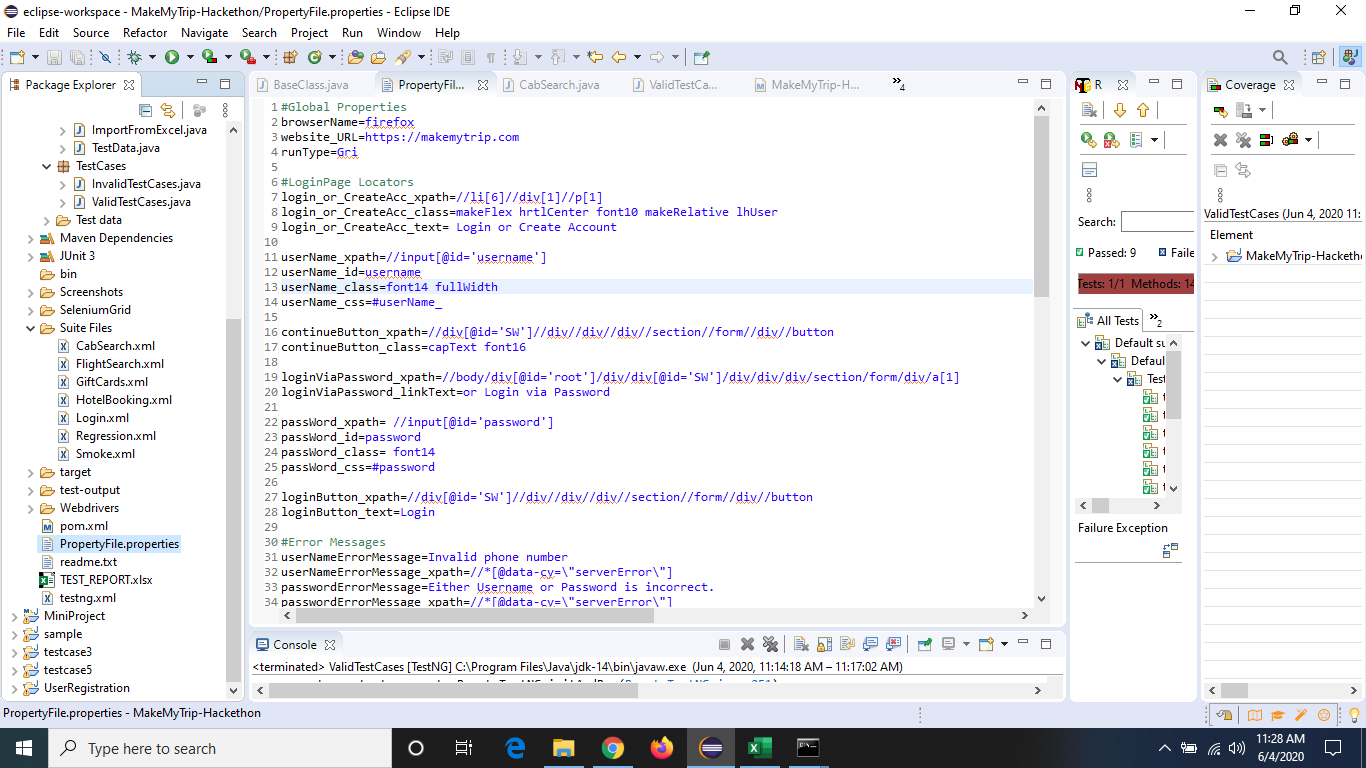 eclipse-workspace - MakeMyTrip-Hackethon/PropertyFile.properties - Eclipse IDE
File Edit Source Refactor Navigate Search Project Run Window Help
Package Explorer
ImportFromExcel.java
TestData.java
TestCases
InvalidTestCases.java
ValidTestCases.java
Test data
Maven Dependencies
JUnit 3
bin
Screenshots
SeleniumGrid
Suite Files
CabSearch.xml
FlightSearch.xml
GiftCards.xml
HotelBooking.xml
Login.xml
Regression.xml
Smoke.xml
target
test-output
Webdrivers
pom.xml
PropertyFile.properties
readme.txt
TEST_REPORT.xlsx
testng.xml
MiniProject
sample
testcase3
testcase5
UserRegistration
BaseClass.java PropertyFil... CabSearch.java ValidTestCa... MakeMyTrip-H... 4
1 #Global Properties
2 browserName=firefox
3 website_URL=https://makemytrip.com
4 runType=Gri
5
6 #LoginPage Locators
7 login_or_CreateAcc_xpath=//li[6]//div[1]//p[1]
8 login_or_CreateAcc_class=makeFlex hrtlCenter font10 makeRelative lhUser
9 login_or_CreateAcc_text= Login or Create Account
10
11 userName_xpath=//input[@id='username']
12 userName_id=username
13 userName_class=font14 fullWidth
14 userName_css=#userName_
15
16 continueButton_xpath=//div[@id='SW']//div//div//div//section//form//div//button
17 continueButton_class=capText font16
18
19 loginViaPassword_xpath=//body/div[@id='root']/div/div[@id='SW']/div/div/div/section/form/div/a[1]
20 loginViaPassword_linkText=or Login via Password
21
22 passWord_xpath= //input[@id='password']
23 passWord_id=password
24 passWord_class= font14
25 passWord_css=#password
26
27 loginButton_xpath=//div[@id='SW']//div//div//div//section//form//div//button
28 loginButton_text=Login
29
30 #Error Messages
31 userNameErrorMessage=Invalid phone number
32 userNameErrorMessage_xpath=//*[@data-cy=\"serverError\"]
33 passwordErrorMessage=Either Username or Password is incorrect.
34 passwordErrorMessage_xpath=//*[@data-cy=\"serverError\"]
Console
<terminated> ValidTestCases [TestNG] C:\Program Files\Java\jdk-14\bin\javaw.exe (Jun 4, 2020, 11:14:18 AM – 11:17:02 AM)
R
Search:
Passed: 9 Faile
Tests: 1/1 Methods: 14
All Tests 2
Default su
Defaul
Test
t
t
t
t
t
t
Failure Exception
Coverage
ValidTestCases (Jun 4, 2020 11:
Element
MakeMyTrip-Hackethon
PropertyFile.properties - MakeMyTrip-Hackethon
Type here to search
11:28 AM
6/4/2020